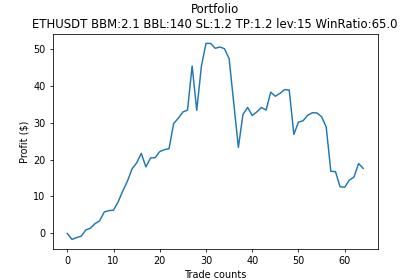 Portfolio
ETHUSDT BBM:2.1 BBL:140 SL:1.2 TP:1.2 lev:15 WinRatio:65.0
50
40
30
20
10
0
Profit ($)
0 10 20 30 40 50 60
Trade counts